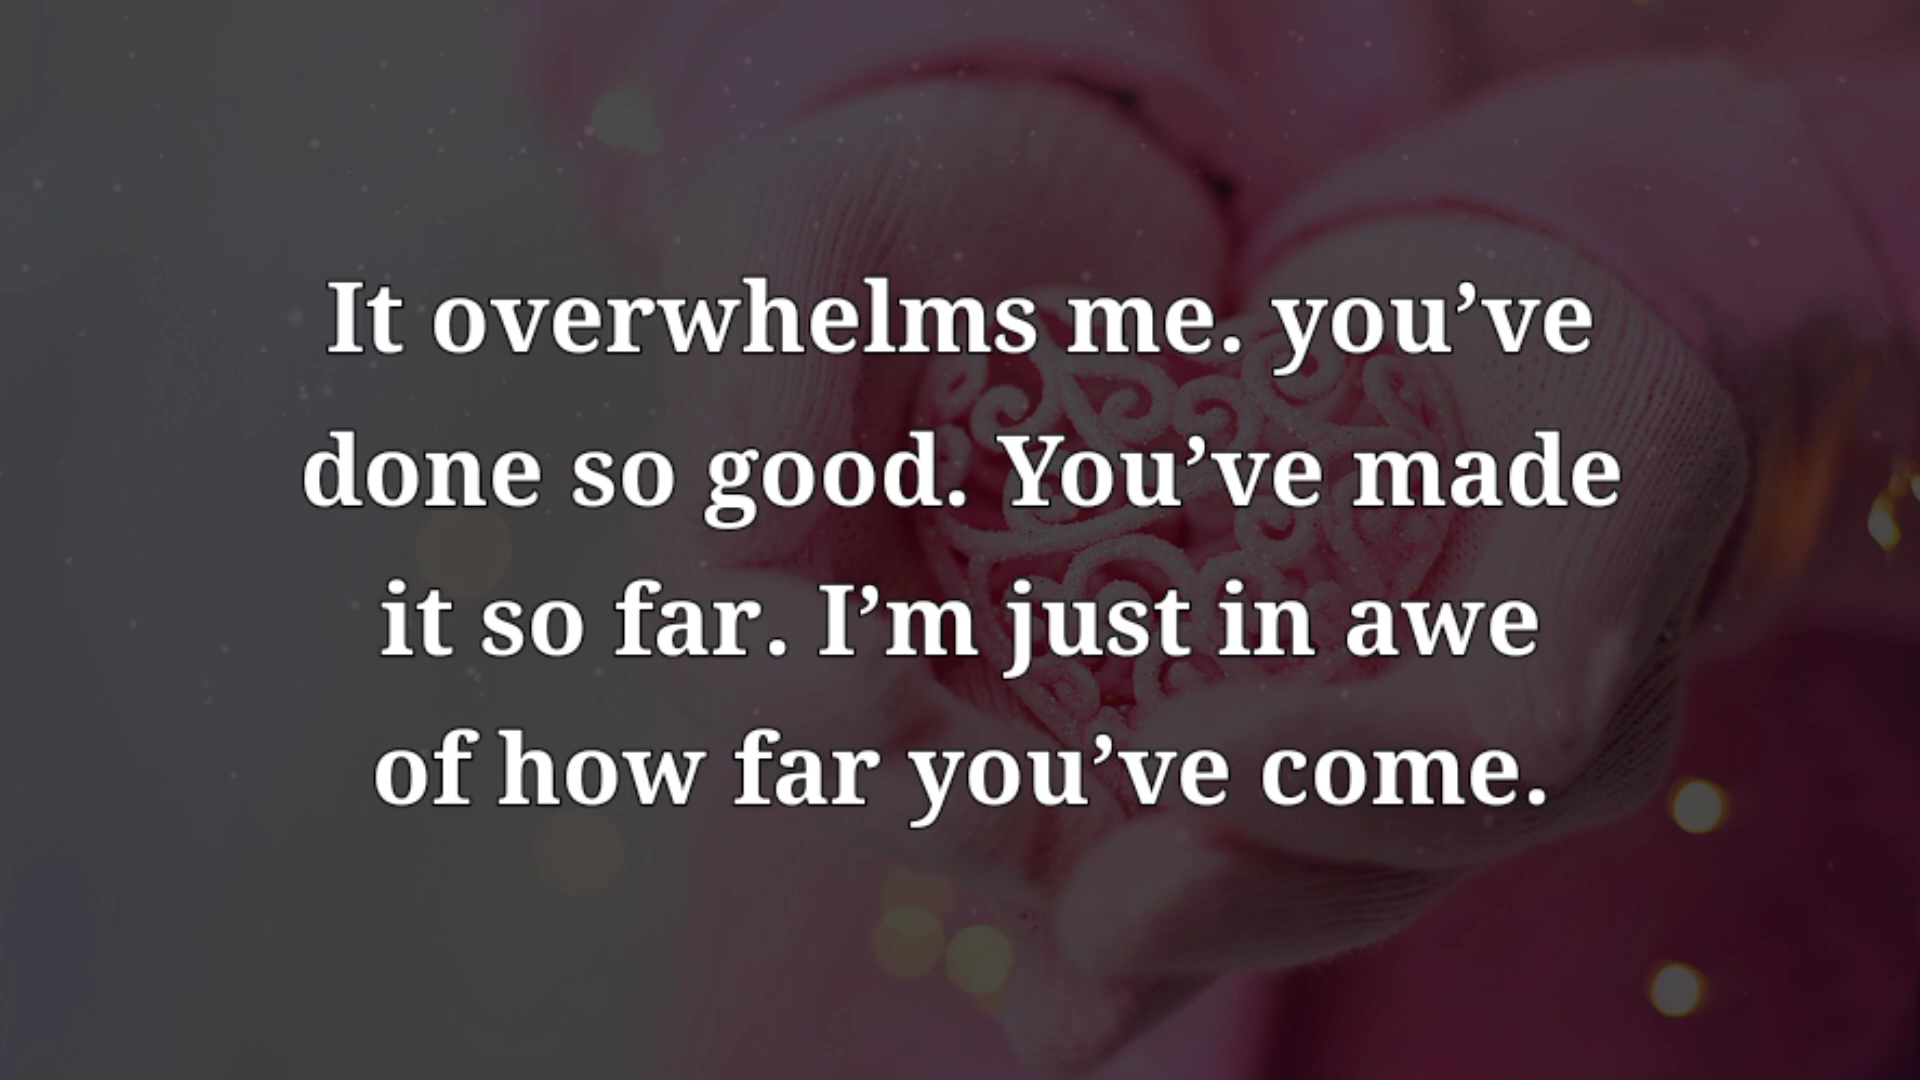 It overwhelms me. you’ve
done so good. You’ve made
it so far. I’m just in awe
of how far you’ve come.